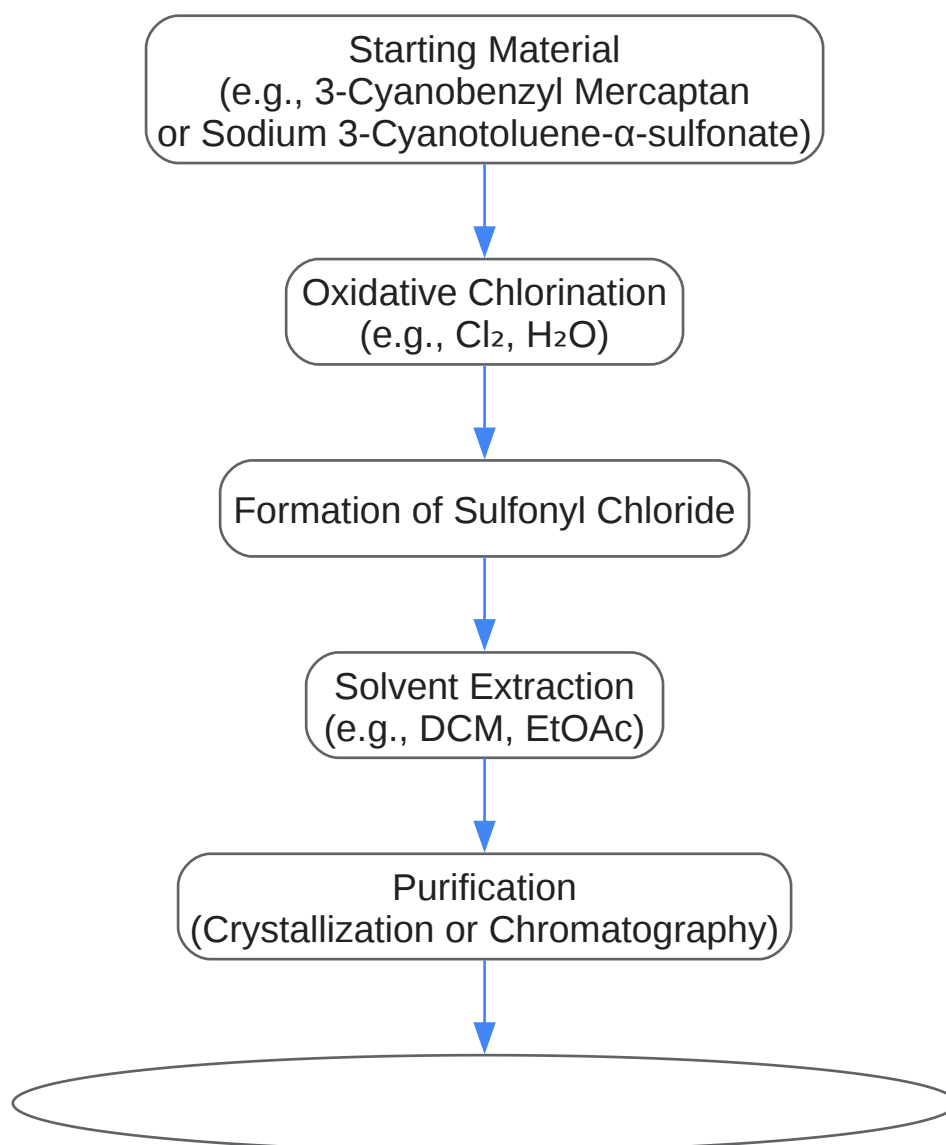 Starting Material
(e.g., 3-Cyanobenzyl Mercaptan
or Sodium 3-Cyanotoluene-α-sulfonate)
Oxidative Chlorination
(e.g., Cl₂, H₂O)
Formation of Sulfonyl Chloride
Solvent Extraction
(e.g., DCM, EtOAc)
Purification
(Crystallization or Chromatography)